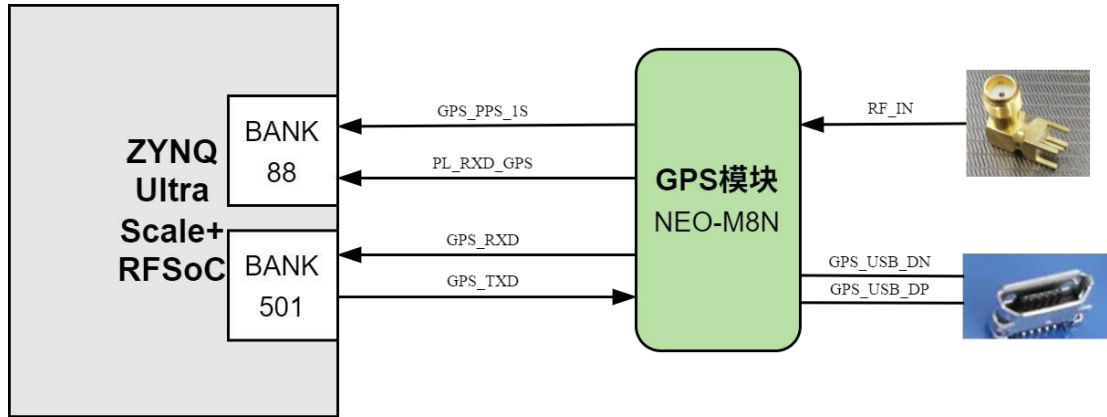 ZYNQ
Ultra
Scale+
RFSoC
BANK
88
BANK
501
GPS_PPS_1S
PL_RXD_GPS
GPS_RXD
GPS_TXD
GPS模块
NEO-M8N
RF_IN
GPS_USB_DN
GPS_USB_DP